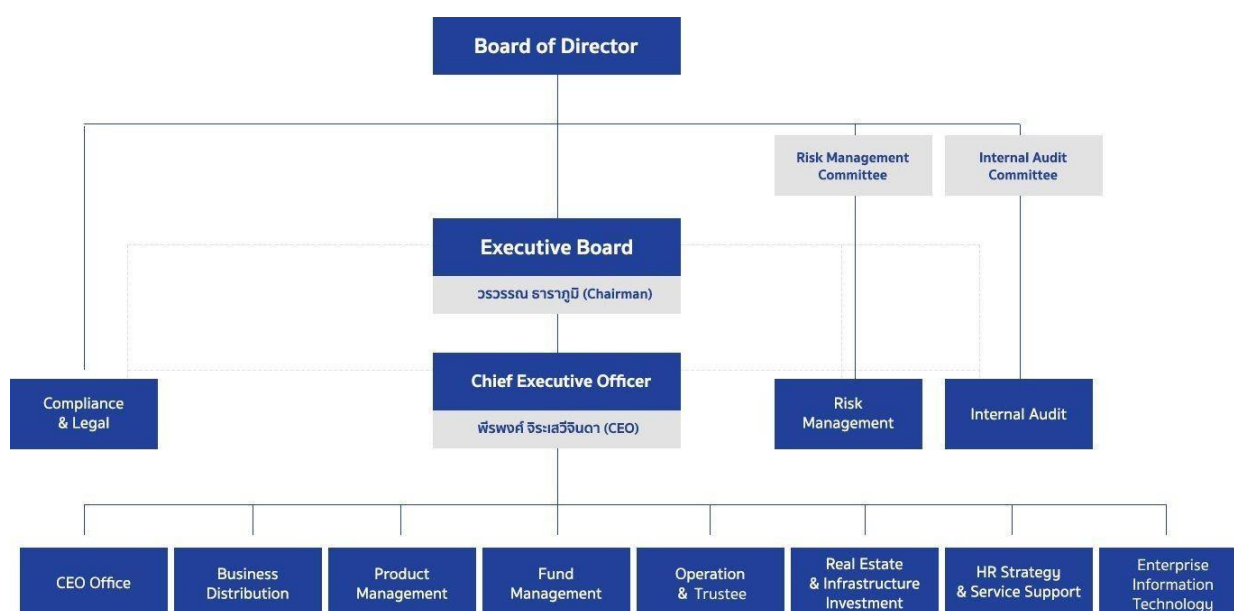 Board of Director
Risk Management
Committee
Internal Audit
Committee
Executive Board
วรวรรณ ธาราภูมิ (Chairman)
Chief Executive Officer
พีรพงศ์ จิระเสวีจินดา (CEO)
Compliance
& Legal
Risk
Management
Internal Audit
CEO Office
Business
Distribution
Product
Management
Fund
Management
Operation
& Trustee
Real Estate
& Infrastructure
Investment
HR Strategy
& Service Support
Enterprise
Information
Technology